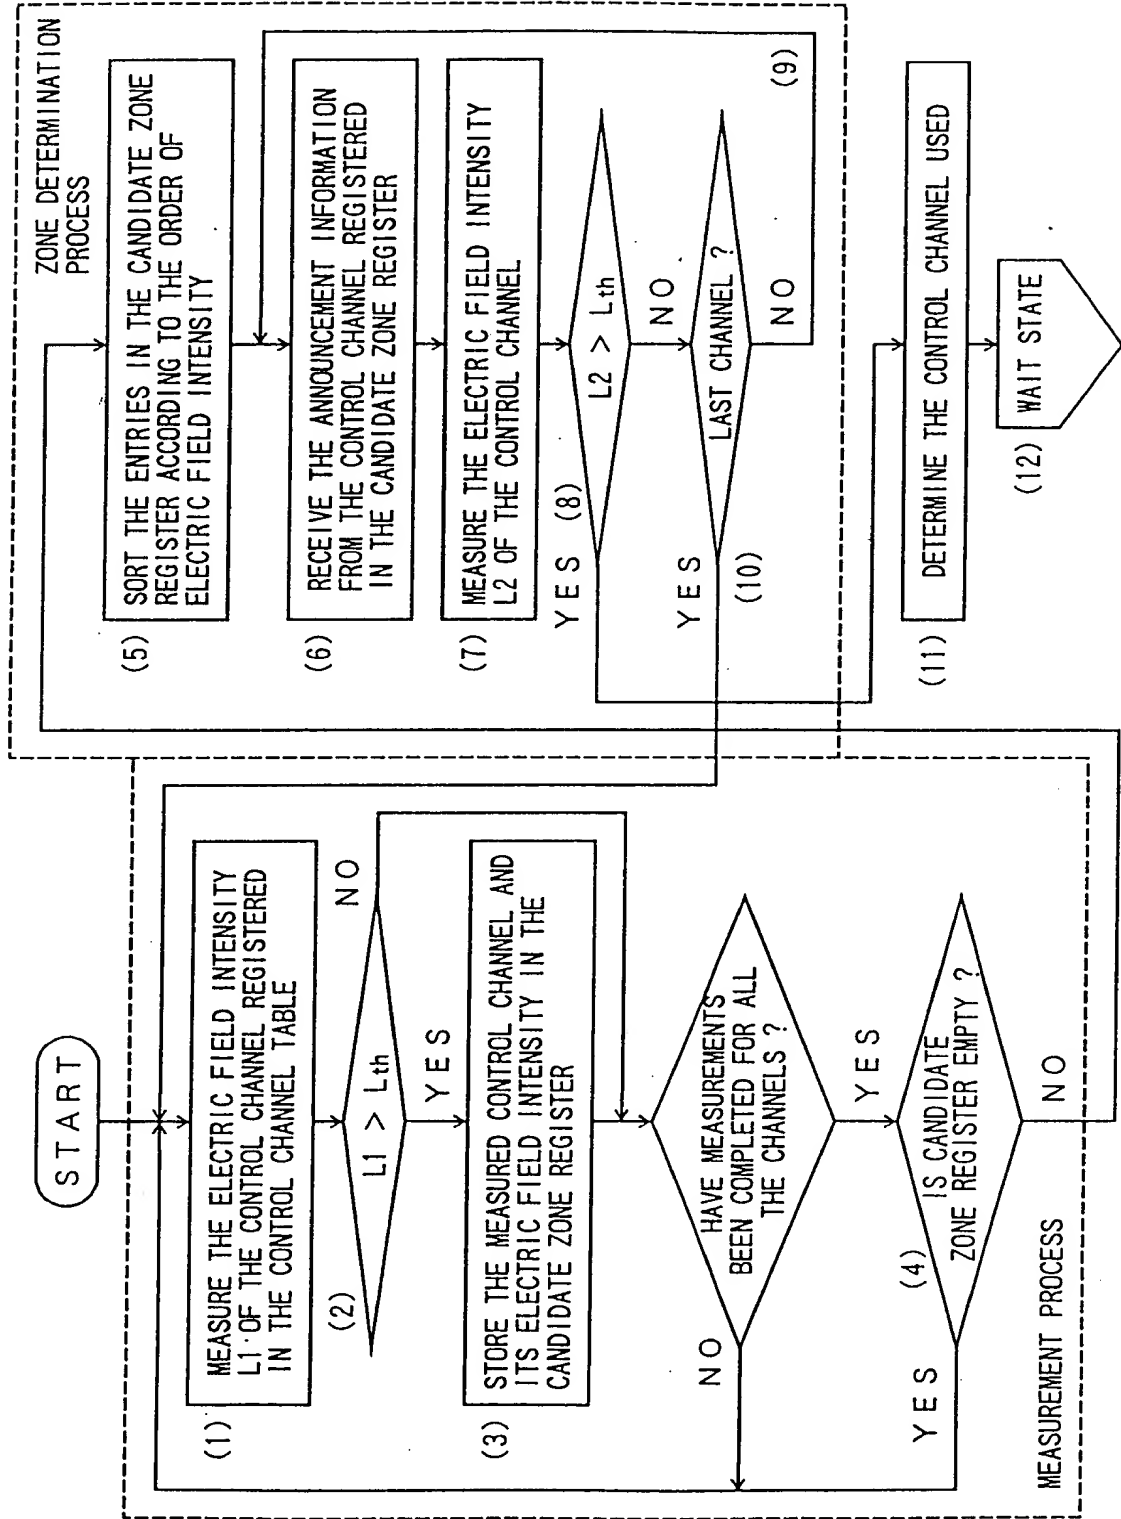 START
(1)
MEASURE THE ELECTRIC FIELD INTENSITY
L1 OF THE CONTROL CHANNEL REGISTERED
IN THE CONTROL CHANNEL TABLE
(2)
L1 > Lth
NO
YES
(3)
STORE THE MEASURED CONTROL CHANNEL AND
ITS ELECTRIC FIELD INTENSITY IN THE
CANDIDATE ZONE REGISTER
HAVE MEASUREMENTS
BEEN COMPLETED FOR ALL
THE CHANNELS ?
NO
YES
(4)
IS CANDIDATE
ZONE REGISTER EMPTY ?
YES
NO
MEASUREMENT PROCESS
ZONE DETERMINATION
PROCESS
(5)
SORT THE ENTRIES IN THE CANDIDATE ZONE
REGISTER ACCORDING TO THE ORDER OF
ELECTRIC FIELD INTENSITY
(6)
RECEIVE THE ANNOUNCEMENT INFORMATION
FROM THE CONTROL CHANNEL REGISTERED
IN THE CANDIDATE ZONE REGISTER
(7)
MEASURE THE ELECTRIC FIELD INTENSITY
L2 OF THE CONTROL CHANNEL
YES (8)
L2 > Lth
NO
YES
(10)
LAST CHANNEL ?
NO
(9)
(11)
DETERMINE THE CONTROL CHANNEL USED
(12)
WAIT STATE